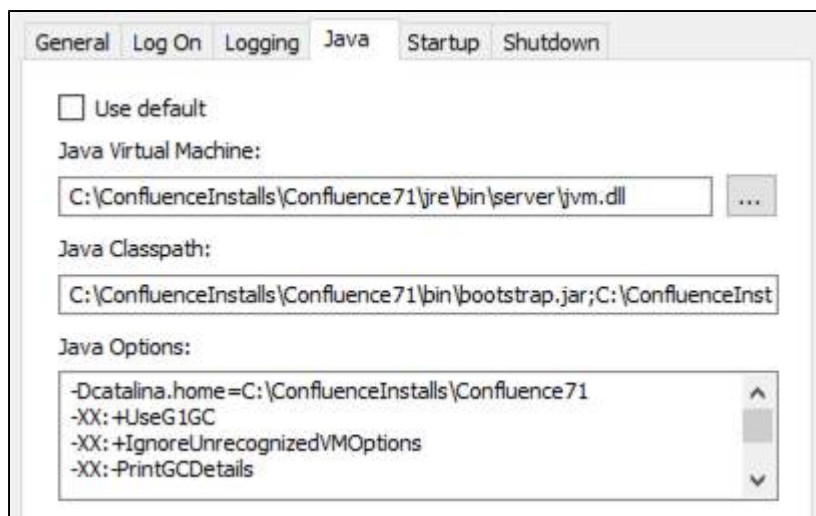 General Log On Logging Java Startup Shutdown
Use default
Java Virtual Machine:
C:\ConfluenceInstalls\Confluence71\jre\bin\server\jvm.dll ...
Java Classpath:
C:\ConfluenceInstalls\Confluence71\bin\bootstrap.jar;C:\ConfluenceInst
Java Options:
-Dcatalina.home=C:\ConfluenceInstalls\Confluence71
-XX:+UseG1GC
-XX:+IgnoreUnrecognizedVMOptions
-XX:-PrintGCDetails